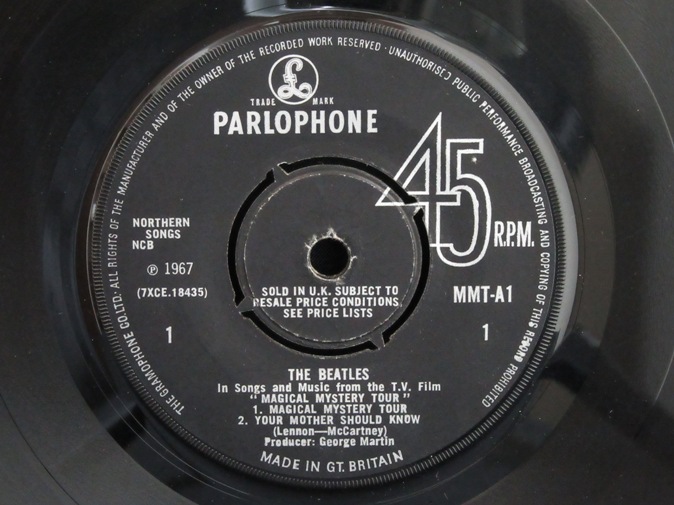 THE GRAMOPHONE CO.LTD. ALL RIGHTS OF THE MANUFACTURER AND OF THE OWNER OF THE RECORDED WORK RESERVED · UNAUTHORISED PUBLIC PERFORMANCE BROADCASTING AND COPYING OF THIS RECORD PROHIBITED
£
TRADE MARK
PARLOPHONE
45
R.P.M.
NORTHERN
SONGS
NCB
℗ 1967
(7XCE.18435)
1
SOLD IN U.K. SUBJECT TO
RESALE PRICE CONDITIONS,
SEE PRICE LISTS
MMT-A1
1
THE BEATLES
In Songs and Music from the T.V. Film
"MAGICAL MYSTERY TOUR"
1. MAGICAL MYSTERY TOUR
2. YOUR MOTHER SHOULD KNOW
(Lennon—McCartney)
Producer: George Martin
MADE IN GT. BRITAIN